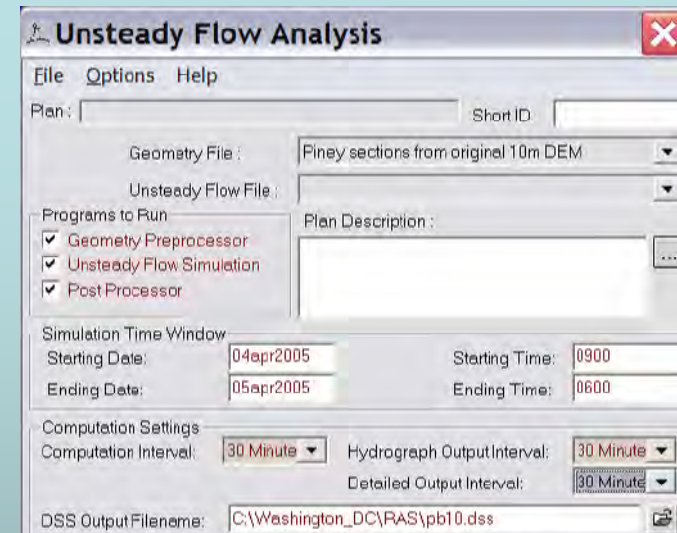 Unsteady Flow Analysis
File Options Help
Plan : Short ID
Geometry File : Piney sections from original 10m DEM
Unsteady Flow File :
Programs to Run
Geometry Preprocessor
Unsteady Flow Simulation
Post Processor
Plan Description :
...
Simulation Time Window
Starting Date: 04apr2005 Starting Time: 0900
Ending Date: 05apr2005 Ending Time: 0600
Computation Settings
Computation Interval: 30 Minute Hydrograph Output Interval: 30 Minute
Detailed Output Interval: 30 Minute
DSS Output Filename: C:\Washington_DC\RAS\pb10.dss